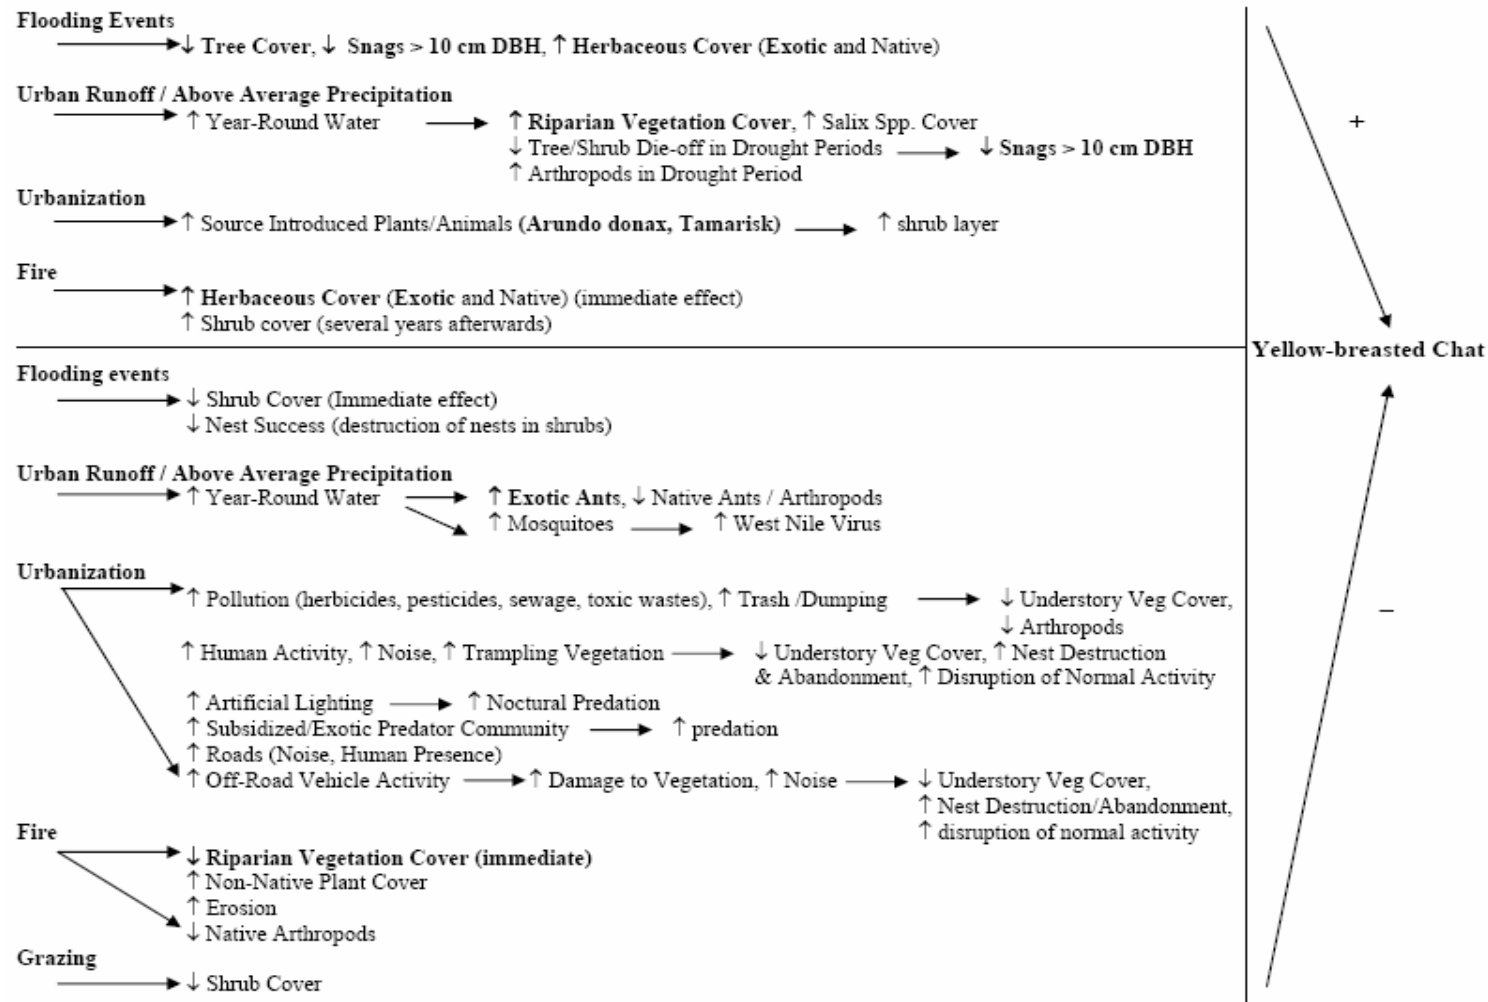 Flooding Events
↓ Tree Cover, ↓ Snags > 10 cm DBH, ↑ Herbaceous Cover (Exotic and Native)
Urban Runoff / Above Average Precipitation
↑ Year-Round Water
↑ Riparian Vegetation Cover, ↑ Salix Spp. Cover
↓ Tree/Shrub Die-off in Drought Periods
↓ Snags > 10 cm DBH
↑ Arthropods in Drought Period
Urbanization
↑ Source Introduced Plants/Animals (Arundo donax, Tamarisk)
↑ shrub layer
Fire
↑ Herbaceous Cover (Exotic and Native) (immediate effect)
↑ Shrub cover (several years afterwards)
+
Yellow-breasted Chat
Flooding events
↓ Shrub Cover (Immediate effect)
↓ Nest Success (destruction of nests in shrubs)
Urban Runoff / Above Average Precipitation
↑ Year-Round Water
↑ Exotic Ants, ↓ Native Ants / Arthropods
↑ Mosquitoes
↑ West Nile Virus
Urbanization
↑ Pollution (herbicides, pesticides, sewage, toxic wastes), ↑ Trash /Dumping
↓ Understory Veg Cover,
↓ Arthropods
↑ Human Activity, ↑ Noise, ↑ Trampling Vegetation
↓ Understory Veg Cover, ↑ Nest Destruction
& Abandonment, ↑ Disruption of Normal Activity
↑ Artificial Lighting
↑ Noctural Predation
↑ Subsidized/Exotic Predator Community
↑ predation
↑ Roads (Noise, Human Presence)
↑ Off-Road Vehicle Activity
↑ Damage to Vegetation, ↑ Noise
↓ Understory Veg Cover,
↑ Nest Destruction/Abandonment,
↑ disruption of normal activity
Fire
↓ Riparian Vegetation Cover (immediate)
↑ Non-Native Plant Cover
↑ Erosion
↓ Native Arthropods
Grazing
↓ Shrub Cover
–